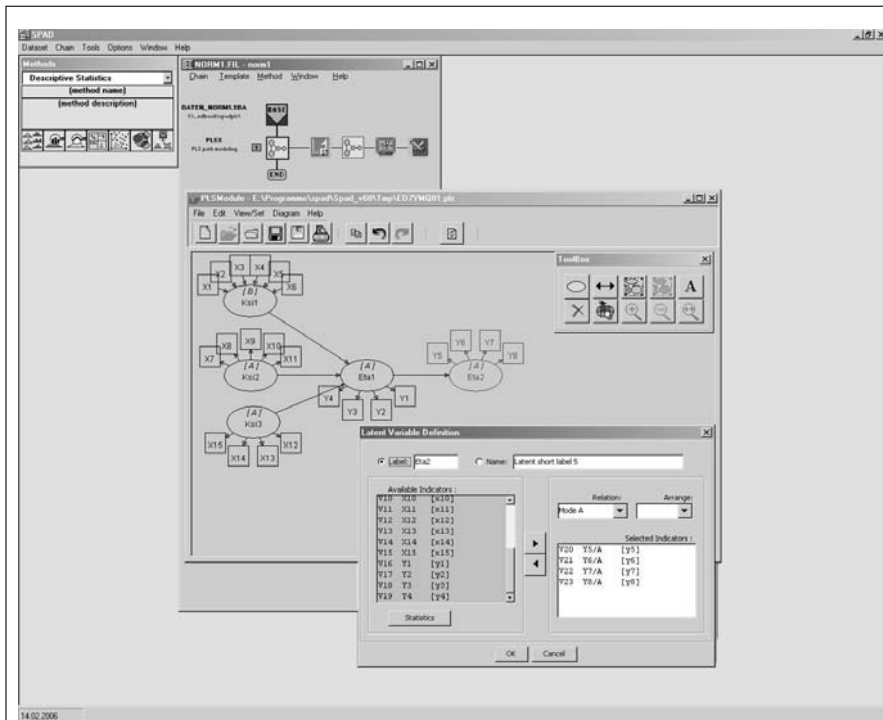 SPAD
Dataset Chain Tools Options Window Help
Methods
Descriptive Statistics
(method name)
(method description)
NORM1.FIL - norm1
Chain Template Method Window Help
DATEN_NORM1.SBA
BASE
PLSX
PLS path modeling
END
PLSModule - E:\Programme\spad\Spad_v60\Tmp\ED7YMQ01.pls
File Edit View/Set Diagram Help
ToolBox
A
X1 X2 X3 X4 X5 X6
[B]
Ksi1
X7 X8 X9 X10 X11
[A]
Ksi2
[A]
Eta1
Y5 Y6 Y7 Y8
[A]
Eta2
Y4 Y3 Y2 Y1
[A]
Ksi3
X15 X14 X13 X12
Latent Variable Definition
Label: Eta2 Name: Latent short label 5
Available Indicators :
V10 X10 [x10]
V11 X11 [x11]
V12 X12 [x12]
V13 X13 [x13]
V14 X14 [x14]
V15 X15 [x15]
V16 Y1 [y1]
V17 Y2 [y2]
V18 Y3 [y3]
V19 Y4 [y4]
Statistics
Relation: Arrange:
Mode A
Selected Indicators :
V20 Y5/A [y5]
V21 Y6/A [y6]
V22 Y7/A [y7]
V23 Y8/A [y8]
OK Cancel
14.02.2006